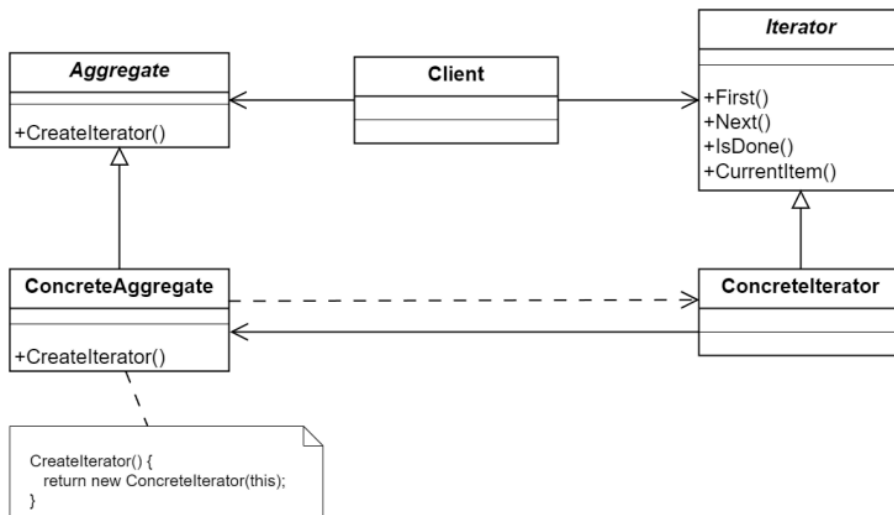 Aggregate
+CreateIterator()
Client
Iterator
+First()
+Next()
+IsDone()
+CurrentItem()
ConcreteAggregate
+CreateIterator()
ConcreteIterator
CreateIterator() {
return new ConcreteIterator(this);
}